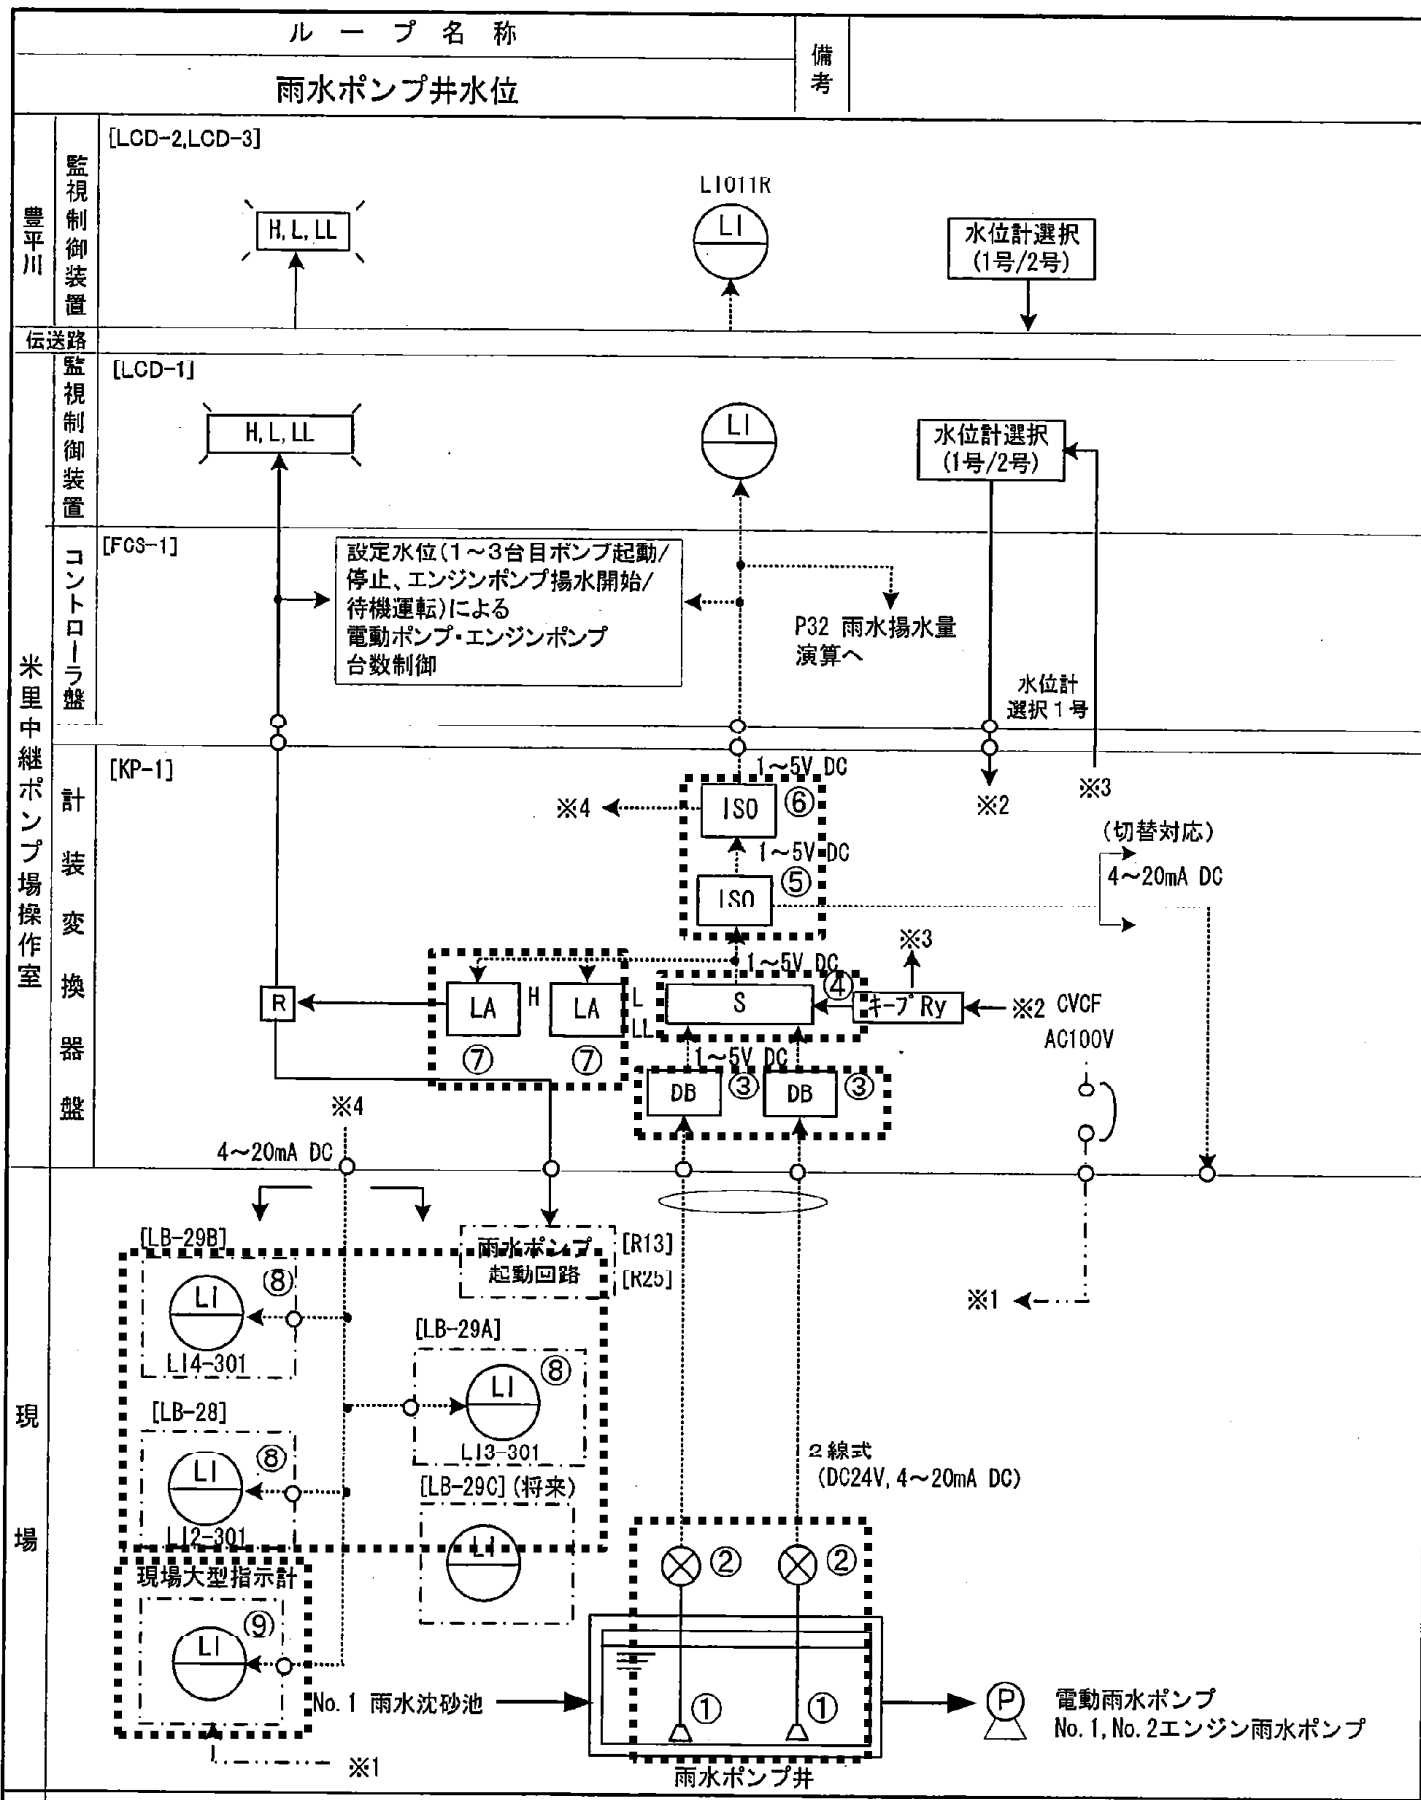 ループ名称
備考
雨水ポンプ井水位
豊平川
監視制御装置
[LCD-2,LCD-3]
H, L, LL
LI011R
LI
水位計選択
(1号/2号)
伝送路
米里中継ポンプ場操作室
監視制御装置
[LCD-1]
H, L, LL
LI
水位計選択
(1号/2号)
コントローラ盤
[FCS-1]
設定水位(1~3台目ポンプ起動/
停止、エンジンポンプ揚水開始/
待機運転)による
電動ポンプ・エンジンポンプ
台数制御
P32 雨水揚水量
演算へ
水位計
選択1号
計装変換器盤
[KP-1]
1~5V DC
※4
ISO
⑥
※2
※3
1~5V DC
ISO
⑤
(切替対応)
4~20mA DC
※3
1~5V DC
R
LA
H
LA
L
LL
⑦
⑦
S
④
キープRy
※2
CVCF
AC100V
1~5V DC
DB
③
DB
③
※4
4~20mA DC
現場
[LB-29B]
LI
⑧
LI4-301
雨水ポンプ
起動回路
[R13]
[R25]
※1
[LB-29A]
LI
⑧
LI3-301
[LB-28]
LI
⑧
LI2-301
[LB-29C](将来)
LI
2線式
(DC24V, 4~20mA DC)
②
②
現場大型指示計
LI
⑨
※1
No.1 雨水沈砂池
①
①
雨水ポンプ井
P
電動雨水ポンプ
No.1, No.2エンジン雨水ポンプ